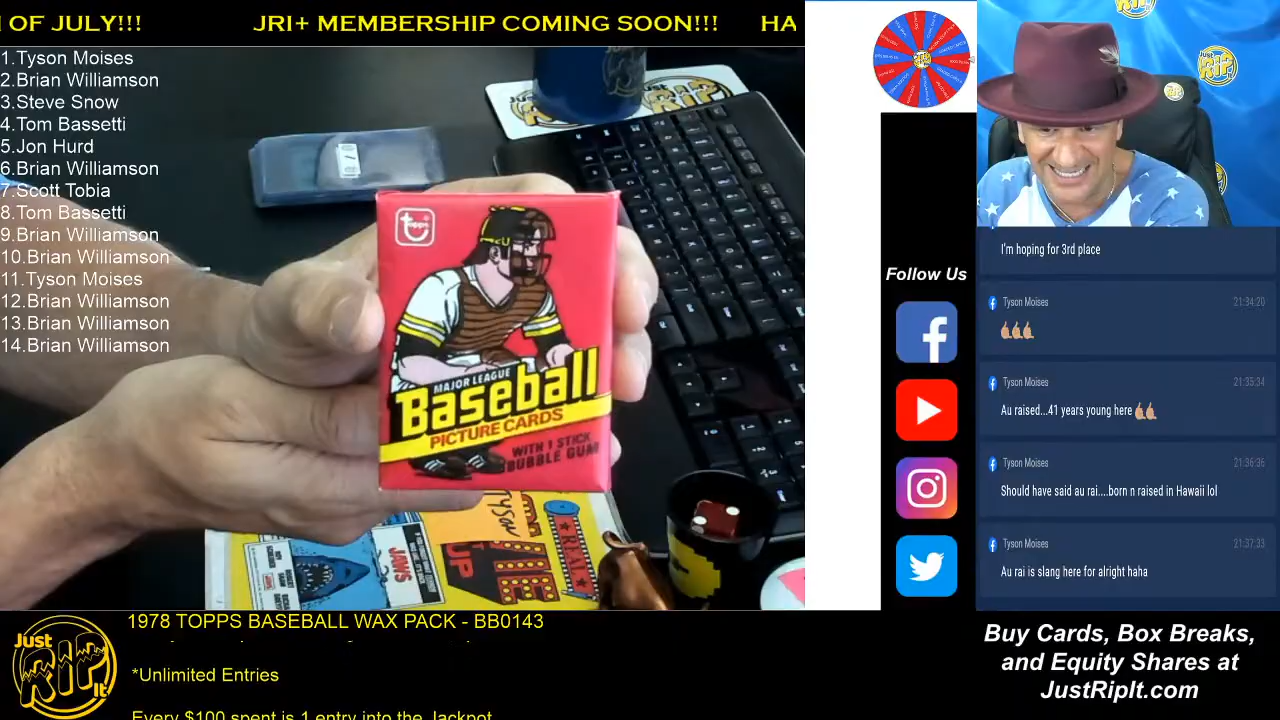 I OF JULY!!! JRI+ MEMBERSHIP COMING SOON!!! HA
1.Tyson Moises
2.Brian Williamson
3.Steve Snow
4.Tom Bassetti
5.Jon Hurd
6.Brian Williamson
7.Scott Tobia
8.Tom Bassetti
9.Brian Williamson
10.Brian Williamson
11.Tyson Moises
12.Brian Williamson
13.Brian Williamson
14.Brian Williamson
topps
MAJOR LEAGUE
Baseball
PICTURE CARDS
WITH 1 STICK
BUBBLE GUM
TYSON
JAWS
REAL
UP
Just
RIP
Follow Us
I'm hoping for 3rd place
Tyson Moises 21:34:20
Tyson Moises 21:35:34
Au raised...41 years young here
Tyson Moises 21:36:36
Should have said au rai....born n raised in Hawaii lol
Tyson Moises 21:37:33
Au rai is slang here for alright haha
Just
RIP
It
1978 TOPPS BASEBALL WAX PACK - BB0143
*Unlimited Entries
Every $100 spent is 1 entry into the Jackpot
Buy Cards, Box Breaks,
and Equity Shares at
JustRipIt.com